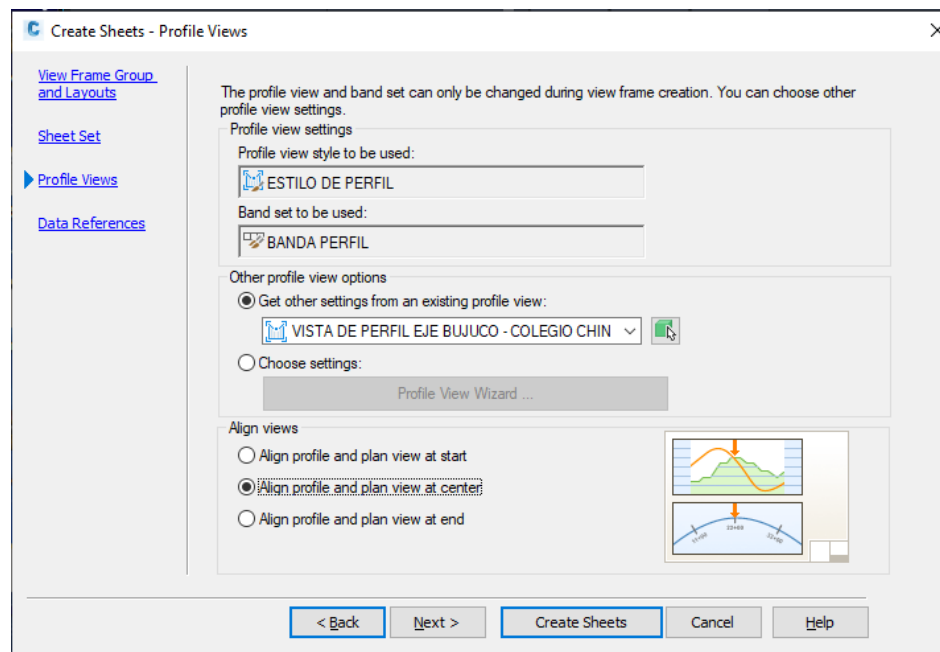 Create Sheets - Profile Views
View Frame Group
and Layouts
Sheet Set
Profile Views
Data References
The profile view and band set can only be changed during view frame creation. You can choose other
profile view settings.
Profile view settings
Profile view style to be used:
ESTILO DE PERFIL
Band set to be used:
BANDA PERFIL
Other profile view options
Get other settings from an existing profile view:
VISTA DE PERFIL EJE BUJUCO - COLEGIO CHIN
Choose settings:
Profile View Wizard ...
Align views
Align profile and plan view at start
Align profile and plan view at center
Align profile and plan view at end
< Back
Next >
Create Sheets
Cancel
Help